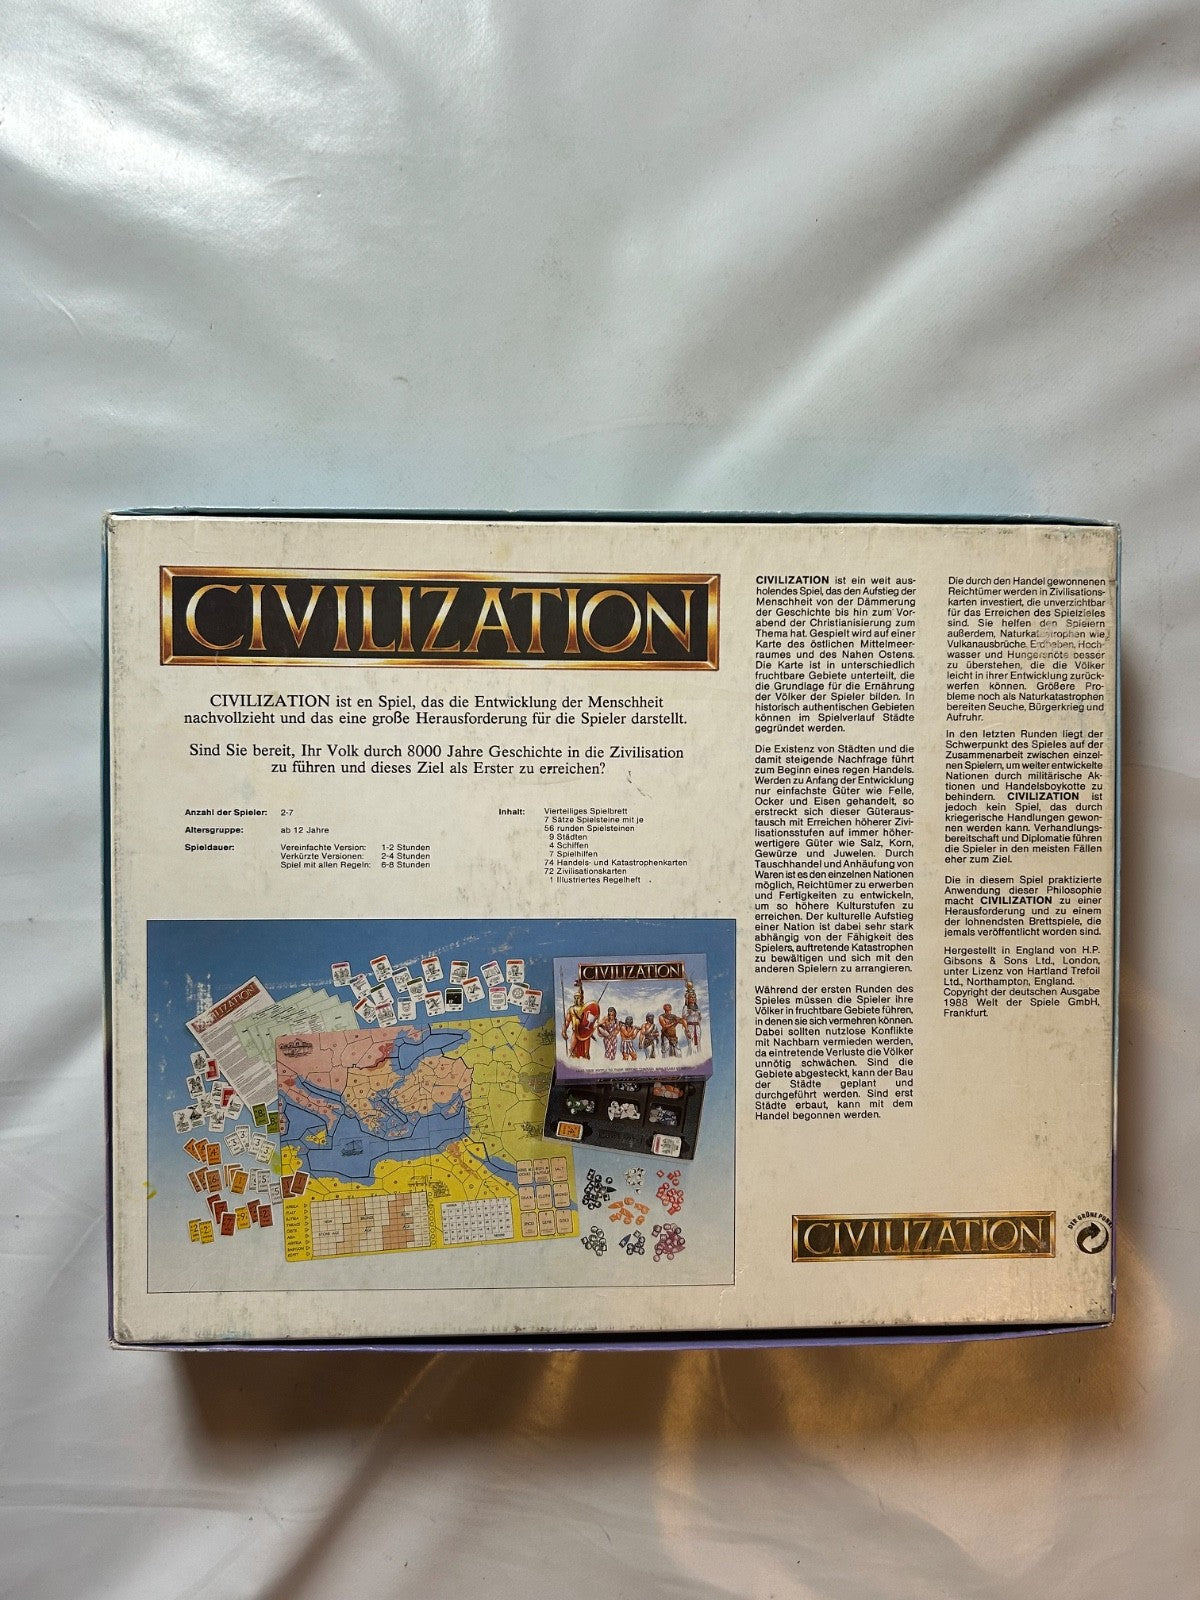 CIVILIZATION
CIVILIZATION ist en Spiel, das die Entwicklung der Menschheit
nachvollzieht und das eine große Herausforderung für die Spieler darstellt.
Sind Sie bereit, Ihr Volk durch 8000 Jahre Geschichte in die Zivilisation
zu führen und dieses Ziel als Erster zu erreichen?
Anzahl der Spieler: 2-7
Altersgruppe: ab 12 Jahre
Spieldauer: Vereinfachte Version: 1-2 Stunden
Verkürzte Versionen: 2-4 Stunden
Spiel mit allen Regeln: 6-8 Stunden
Inhalt: Vierteiliges Spielbrett
7 Sätze Spielsteine mit je
56 runden Spielsteinen
9 Städten
4 Schiffen
7 Spielhilfen
74 Handels- und Katastrophenkarten
72 Zivilisationskarten
1 Illustriertes Regelheft
CIVILIZATION
CIVILIZATION
CIVILIZATION ist ein weit aus-
holendes Spiel, das den Aufstieg der
Menschheit von der Dämmerung
der Geschichte bis hin zum Vor-
abend der Christianisierung zum
Thema hat. Gespielt wird auf einer
Karte des östlichen Mittelmeer-
raumes und des Nahen Ostens.
Die Karte ist in unterschiedlich
fruchtbare Gebiete unterteilt, die
die Grundlage für die Ernährung
der Völker der Spieler bilden. In
historisch authentischen Gebieten
können im Spielverlauf Städte
gegründet werden.
Die Existenz von Städten und die
damit steigende Nachfrage führt
zum Beginn eines regen Handels.
Werden zu Anfang der Entwicklung
nur einfachste Güter wie Felle,
Ocker und Eisen gehandelt, so
erstreckt sich dieser Güteraus-
tausch mit Erreichen höherer Zivi-
lisationsstufen auf immer höher-
wertigere Güter wie Salz, Korn,
Gewürze und Juwelen. Durch
Tauschhandel und Anhäufung von
Waren ist es den einzelnen Nationen
möglich, Reichtümer zu erwerben
und Fertigkeiten zu entwickeln,
um so höhere Kulturstufen zu
erreichen. Der kulturelle Aufstieg
einer Nation ist dabei sehr stark
abhängig von der Fähigkeit des
Spielers, auftretende Katastrophen
zu bewältigen und sich mit den
anderen Spielern zu arrangieren.
Während der ersten Runden des
Spieles müssen die Spieler ihre
Völker in fruchtbare Gebiete führen,
in denen sie sich vermehren können.
Dabei sollten nutzlose Konflikte
mit Nachbarn vermieden werden,
da eintretende Verluste die Völker
unnötig schwächen. Sind die
Gebiete abgesteckt, kann der Bau
der Städte geplant und
durchgeführt werden. Sind erst
Städte erbaut, kann mit dem
Handel begonnen werden.
Die durch den Handel gewonnenen
Reichtümer werden in Zivilisations-
karten investiert, die unverzichtbar
für das Erreichen des Spielzieles
sind. Sie helfen den Spielern
außerdem, Naturkatastrophen wie
Vulkanausbrüche, Erdbeben, Hoch-
wasser und Hungersnöte besser
zu überstehen, die die Völker
leicht in ihrer Entwicklung zurück-
werfen können. Größere Pro-
bleme noch als Naturkatastrophen
bereiten Seuche, Bürgerkrieg und
Aufruhr.
In den letzten Runden liegt der
Schwerpunkt des Spieles auf der
Zusammenarbeit zwischen einzel-
nen Spielern, um weiter entwickelte
Nationen durch militärische Ak-
tionen und Handelsboykotte zu
behindern. CIVILIZATION ist
jedoch kein Spiel, das durch
kriegerische Handlungen gewon-
nen werden kann. Verhandlungs-
bereitschaft und Diplomatie führen
die Spieler in den meisten Fällen
eher zum Ziel.
Die in diesem Spiel praktizierte
Anwendung dieser Philosophie
macht CIVILIZATION zu einer
Herausforderung und zu einem
der lohnendsten Brettspiele, die
jemals veröffentlicht worden sind.
Hergestellt in England von H.P.
Gibsons & Sons Ltd., London,
unter Lizenz von Hartland Trefoil
Ltd., Northampton, England.
Copyright der deutschen Ausgabe
1988 Welt der Spiele GmbH,
Frankfurt.
CIVILIZATION
DER GRÜNE PUNKT